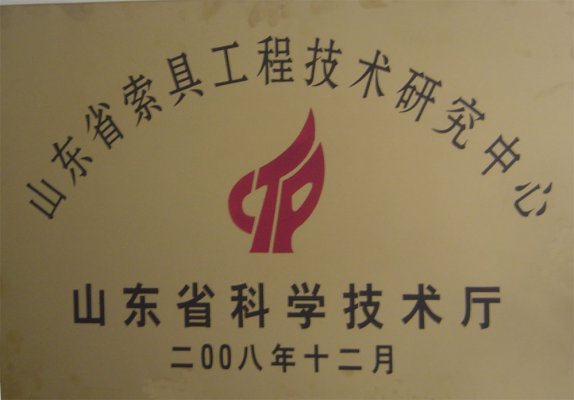 山东省索具工程技术研究中心
CTP
山东省科学技术厅
二00八年十二月